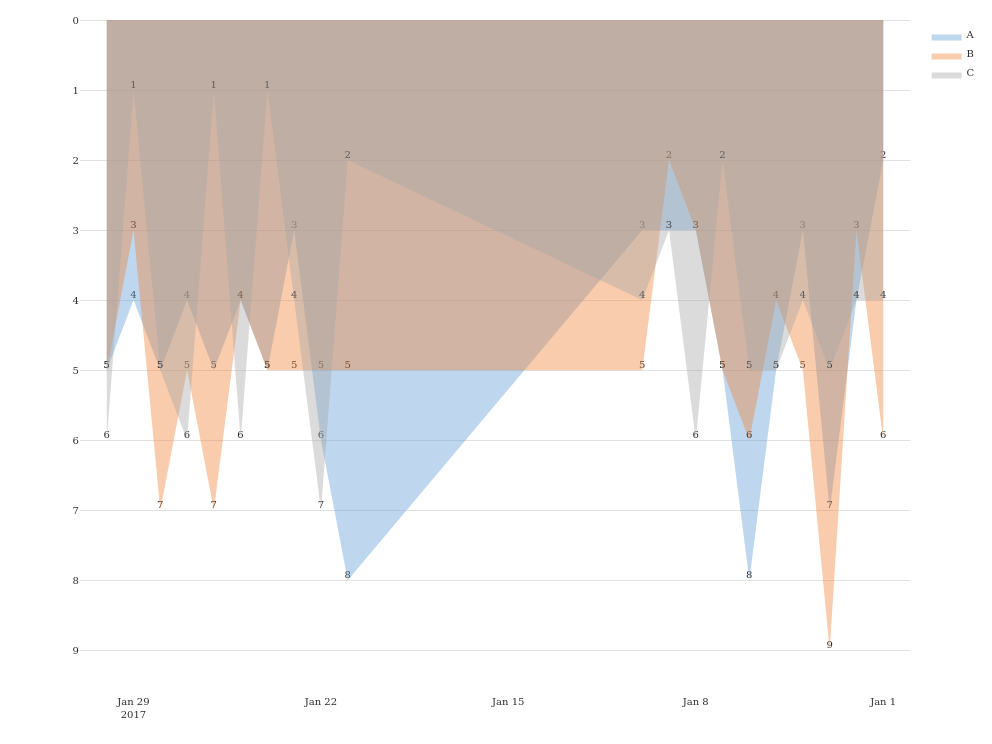 0
A
B
C
1 1 1 1
2 2 2 2 2
3 3 3 3 3 3 3 3
4 4 4 4 4 4 4 4 4 4
5 5 5 5 5 5 5 5 5 5 5 5 5 5 5
6 6 6 6 6 6 6 6
7 7 7 7 7
8 8 8
9 9
Jan 29 Jan 22 Jan 15 Jan 8 Jan 1
2017